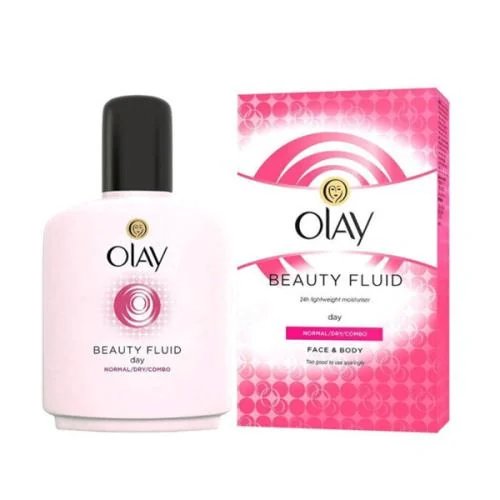 OLAY
BEAUTY FLUID
day
NORMAL/DRY/COMBO
OLAY
BEAUTY FLUID
24h lightweight moisturiser
day
NORMAL/DRY/COMBO
FACE & BODY
Too good to use sparingly